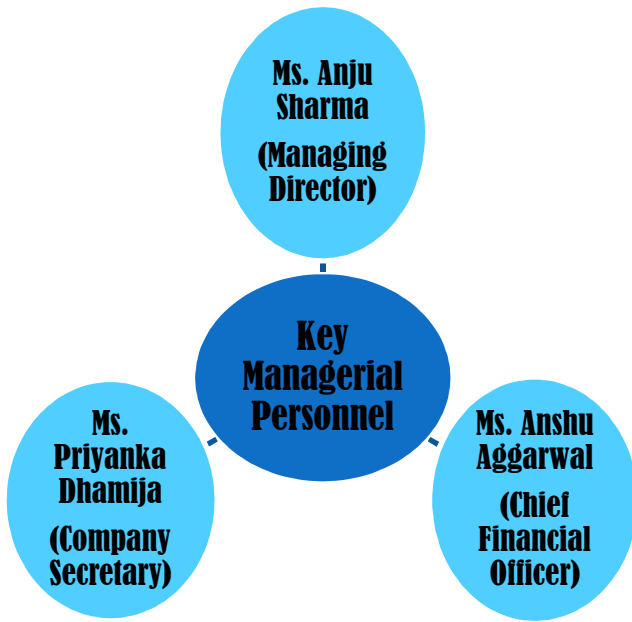 Ms. Anju
Sharma
(Managing
Director)
Key
Managerial
Personnel
Ms.
Priyanka
Dhamija
(Company
Secretary)
Ms. Anshu
Aggarwal
(Chief
Financial
Officer)